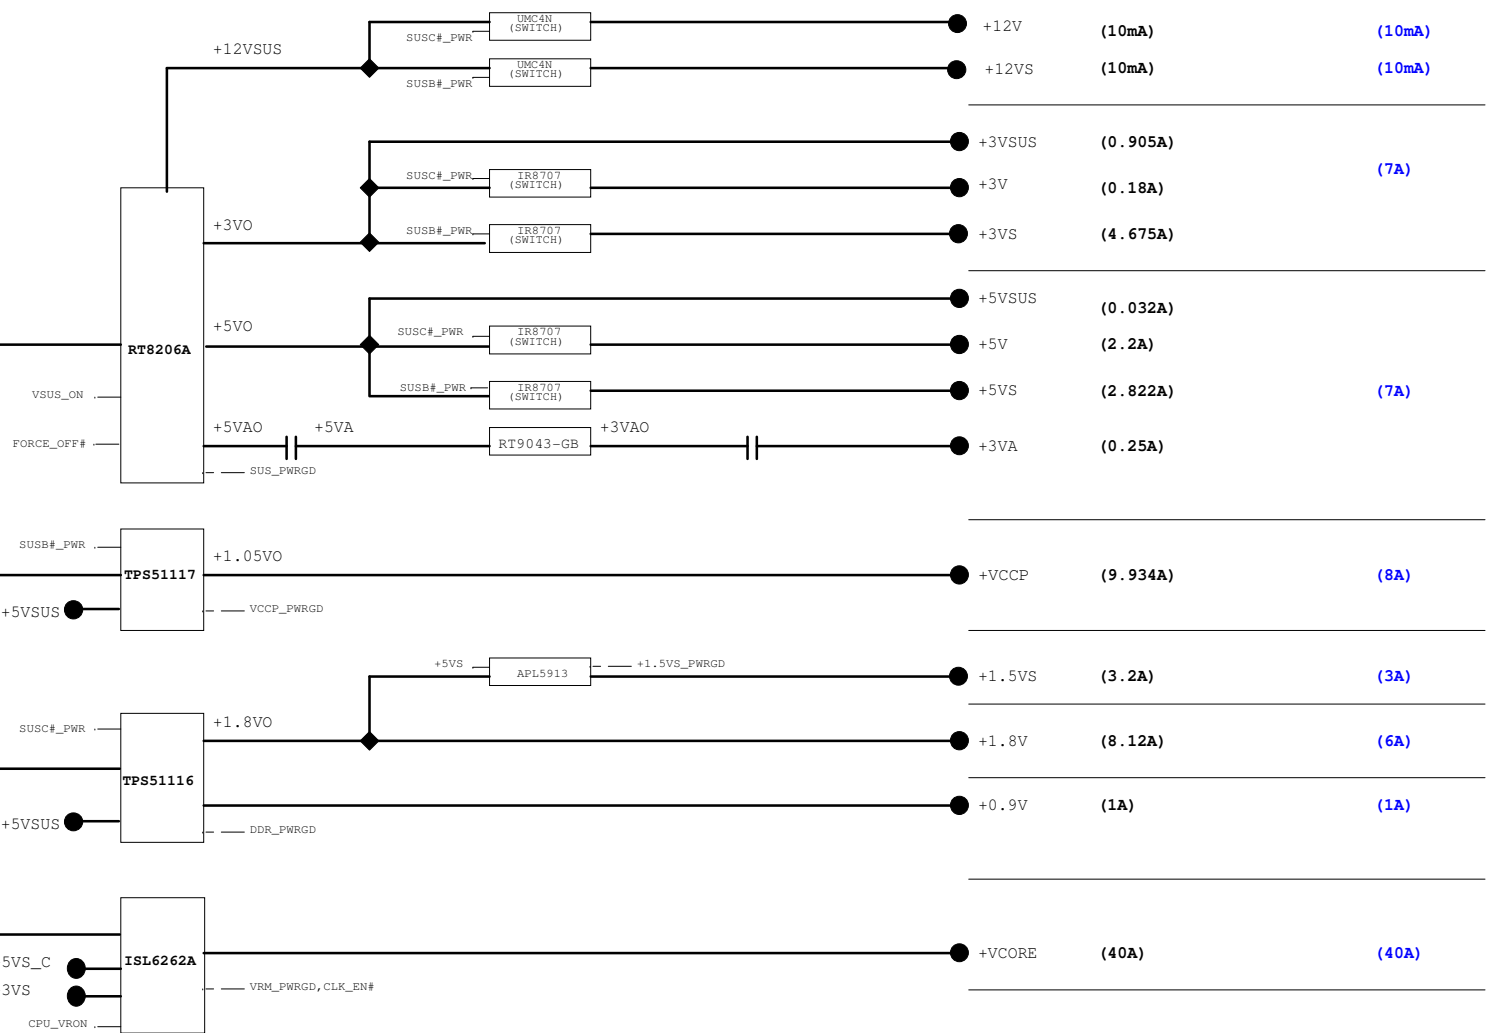 UMC4N
(SWITCH)
SUSC#_PWR
+12V
(10mA)
(10mA)
+12VSUS
UMC4N
(SWITCH)
SUSB#_PWR
+12VS
(10mA)
(10mA)
+3VSUS
(0.905A)
(7A)
SUSC#_PWR
IR8707
(SWITCH)
+3V
(0.18A)
+3VO
SUSB#_PWR
IR8707
(SWITCH)
+3VS
(4.675A)
+5VSUS
(0.032A)
+5VO
SUSC#_PWR
IR8707
(SWITCH)
+5V
(2.2A)
RT8206A
VSUS_ON
SUSB#_PWR
IR8707
(SWITCH)
+5VS
(2.822A)
(7A)
FORCE_OFF#
+5VAO
+5VA
RT9043-GB
+3VAO
+3VA
(0.25A)
SUS_PWRGD
SUSB#_PWR
+1.05VO
TPS51117
+VCCP
(9.934A)
(8A)
+5VSUS
VCCP_PWRGD
+5VS
APL5913
+1.5VS_PWRGD
+1.5VS
(3.2A)
(3A)
SUSC#_PWR
+1.8VO
+1.8V
(8.12A)
(6A)
TPS51116
+0.9V
(1A)
(1A)
+5VSUS
DDR_PWRGD
5VS_C
ISL6262A
+VCORE
(40A)
(40A)
3VS
VRM_PWRGD,CLK_EN#
CPU_VRON